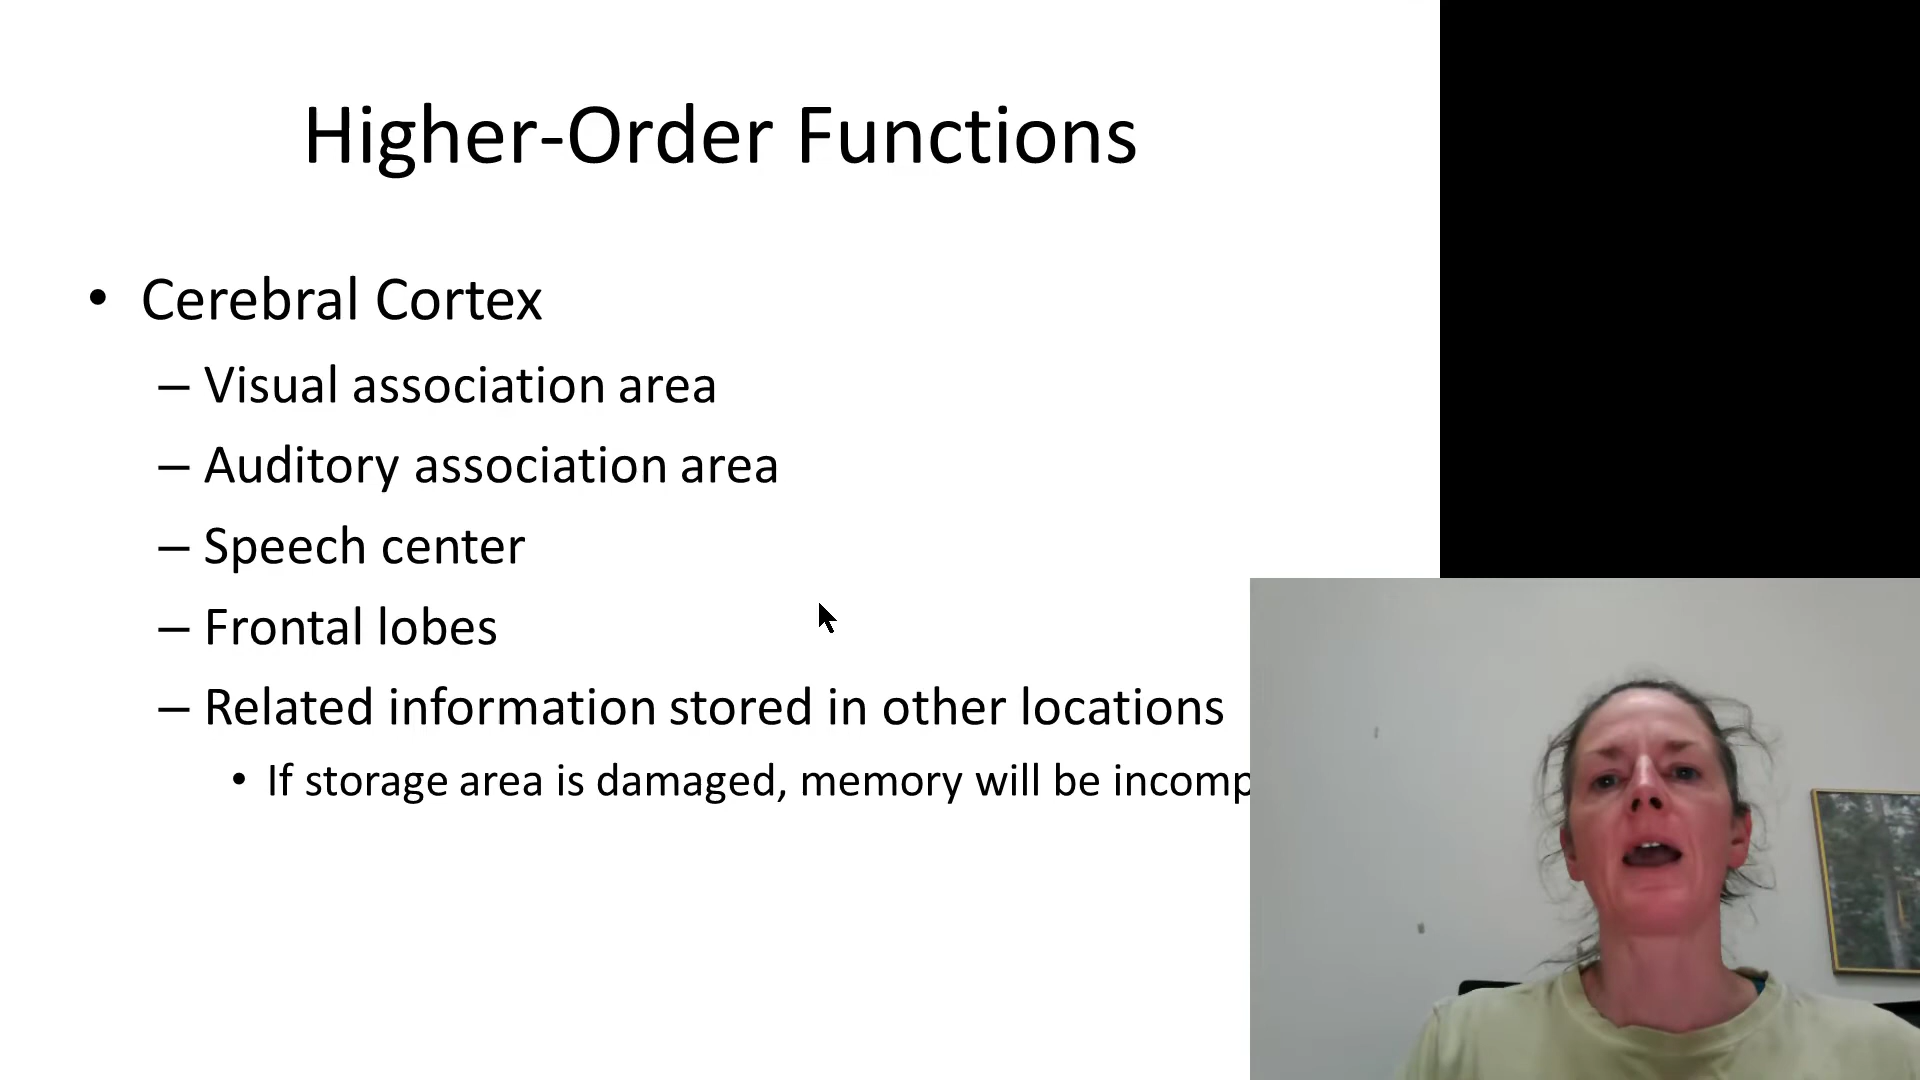 Higher-Order Functions
• Cerebral Cortex
– Visual association area
– Auditory association area
– Speech center
– Frontal lobes
– Related information stored in other locations
• If storage area is damaged, memory will be